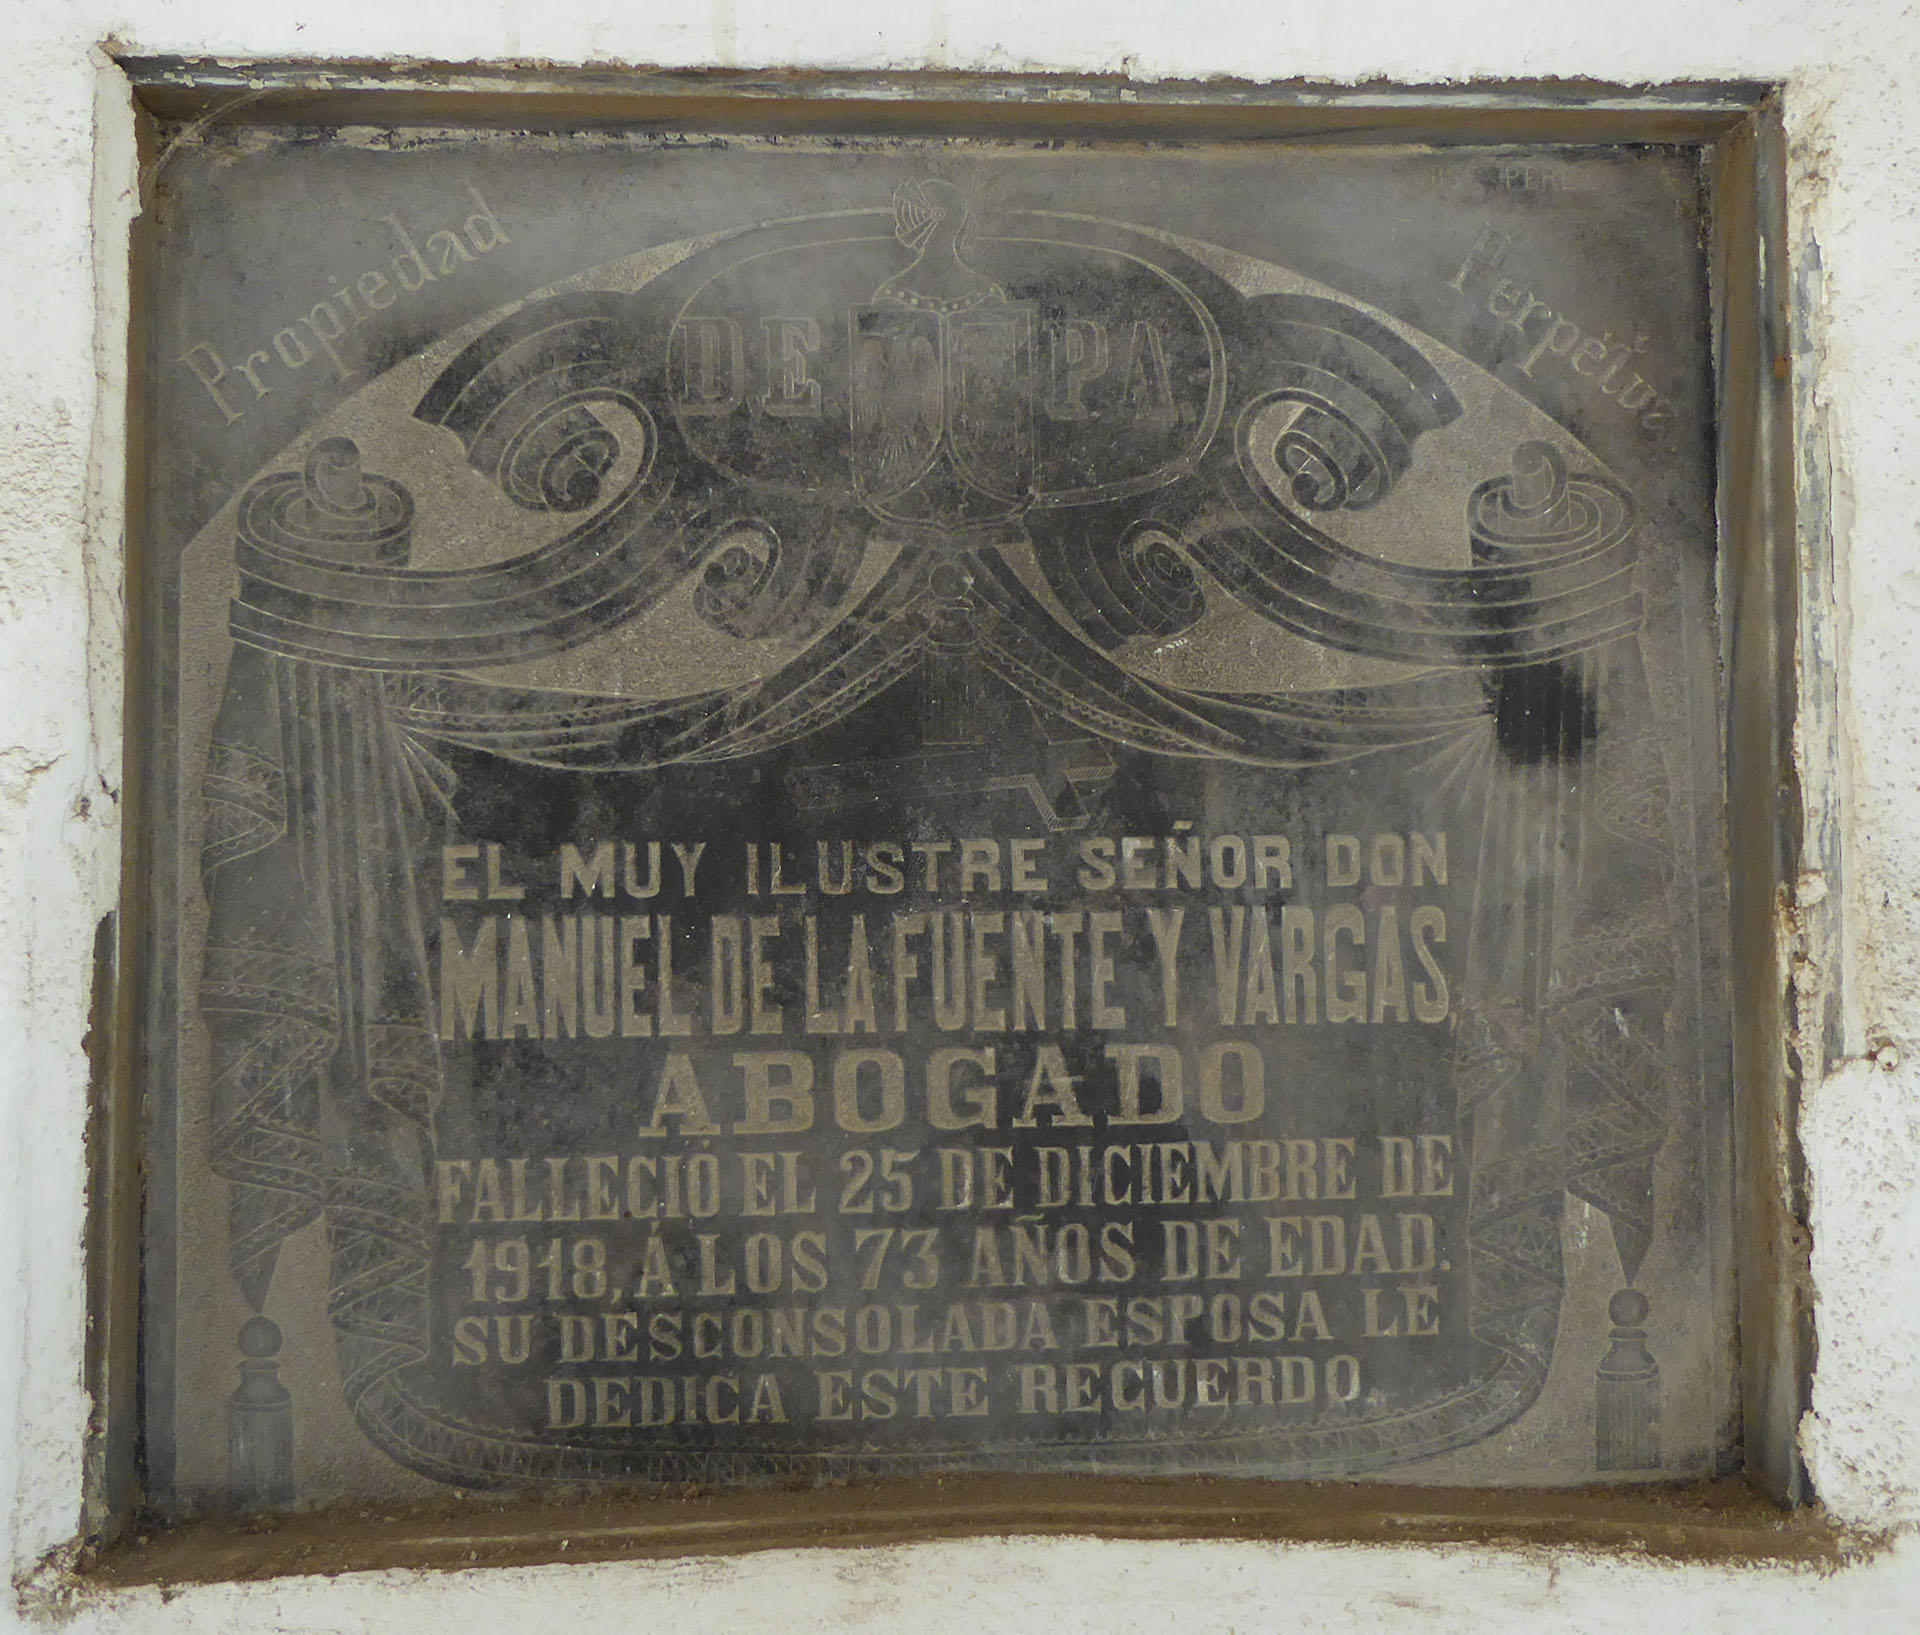 PEREZ
Propiedad
Perpetua
D.E. P.A.
EL MUY ILUSTRE SEÑOR DON
MANUEL DE LA FUENTE Y VARGAS,
ABOGADO
FALLECIÓ EL 25 DE DICIEMBRE DE
1918, Á LOS 73 AÑOS DE EDAD.
SU DESCONSOLADA ESPOSA LE
DEDICA ESTE RECUERDO.